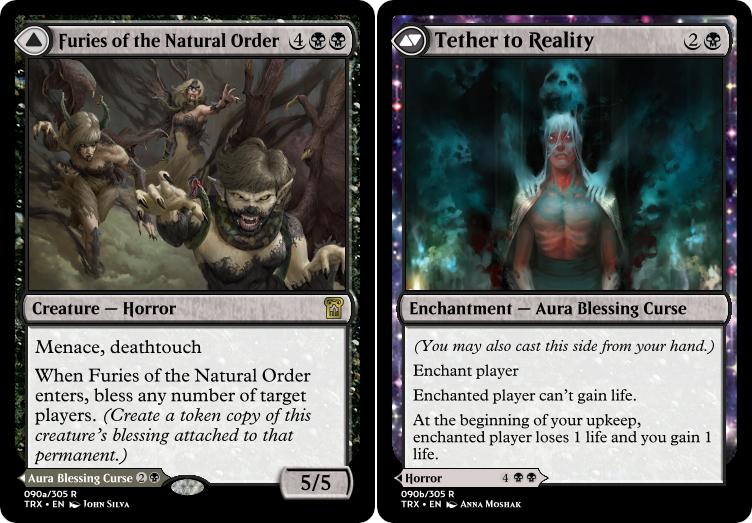 Furies of the Natural Order 4
Creature — Horror
Menace, deathtouch
When Furies of the Natural Order
enters, bless any number of target
players. (Create a token copy of this
creature's blessing attached to that
permanent.)
Aura Blessing Curse 2
5/5
090a/305 R
TRX • EN John Silva
Tether to Reality 2
Enchantment — Aura Blessing Curse
(You may also cast this side from your hand.)
Enchant player
Enchanted player can't gain life.
At the beginning of your upkeep,
enchanted player loses 1 life and you gain 1
life.
Horror 4
090b/305 R
TRX • EN Anna Moshak